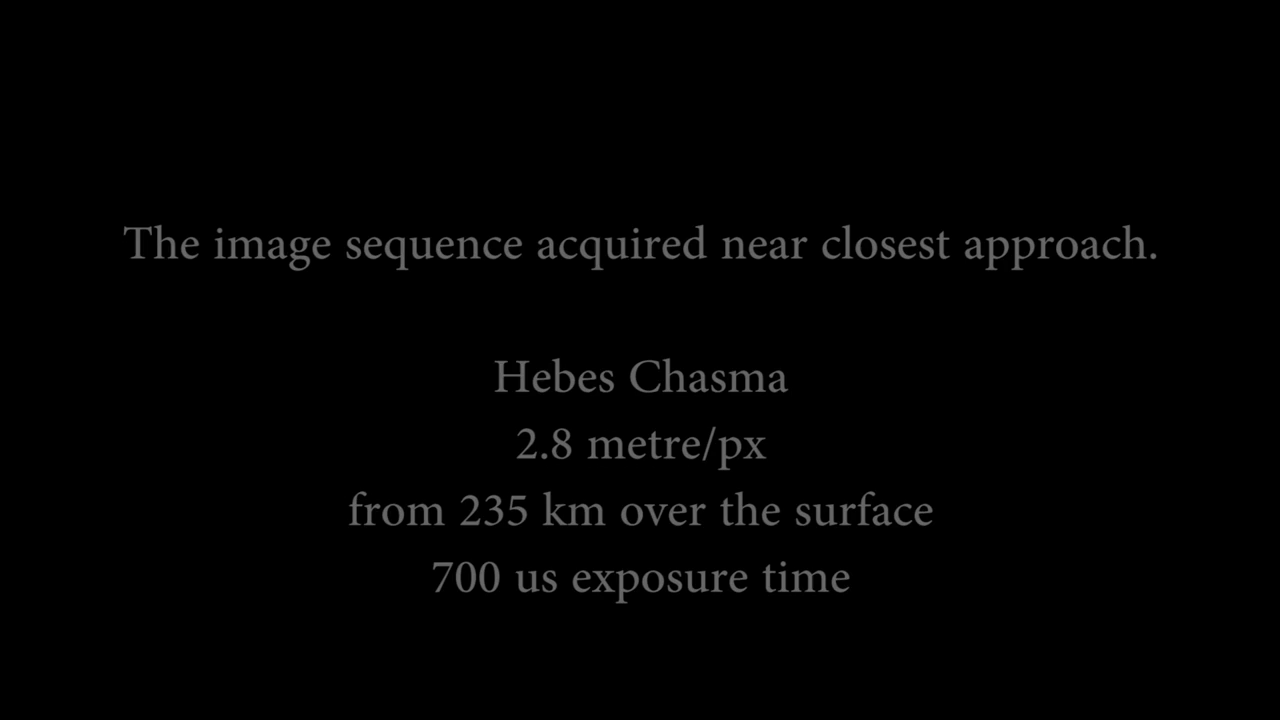 The image sequence acquired near closest approach.
Hebes Chasma
2.8 metre/px
from 235 km over the surface
700 us exposure time